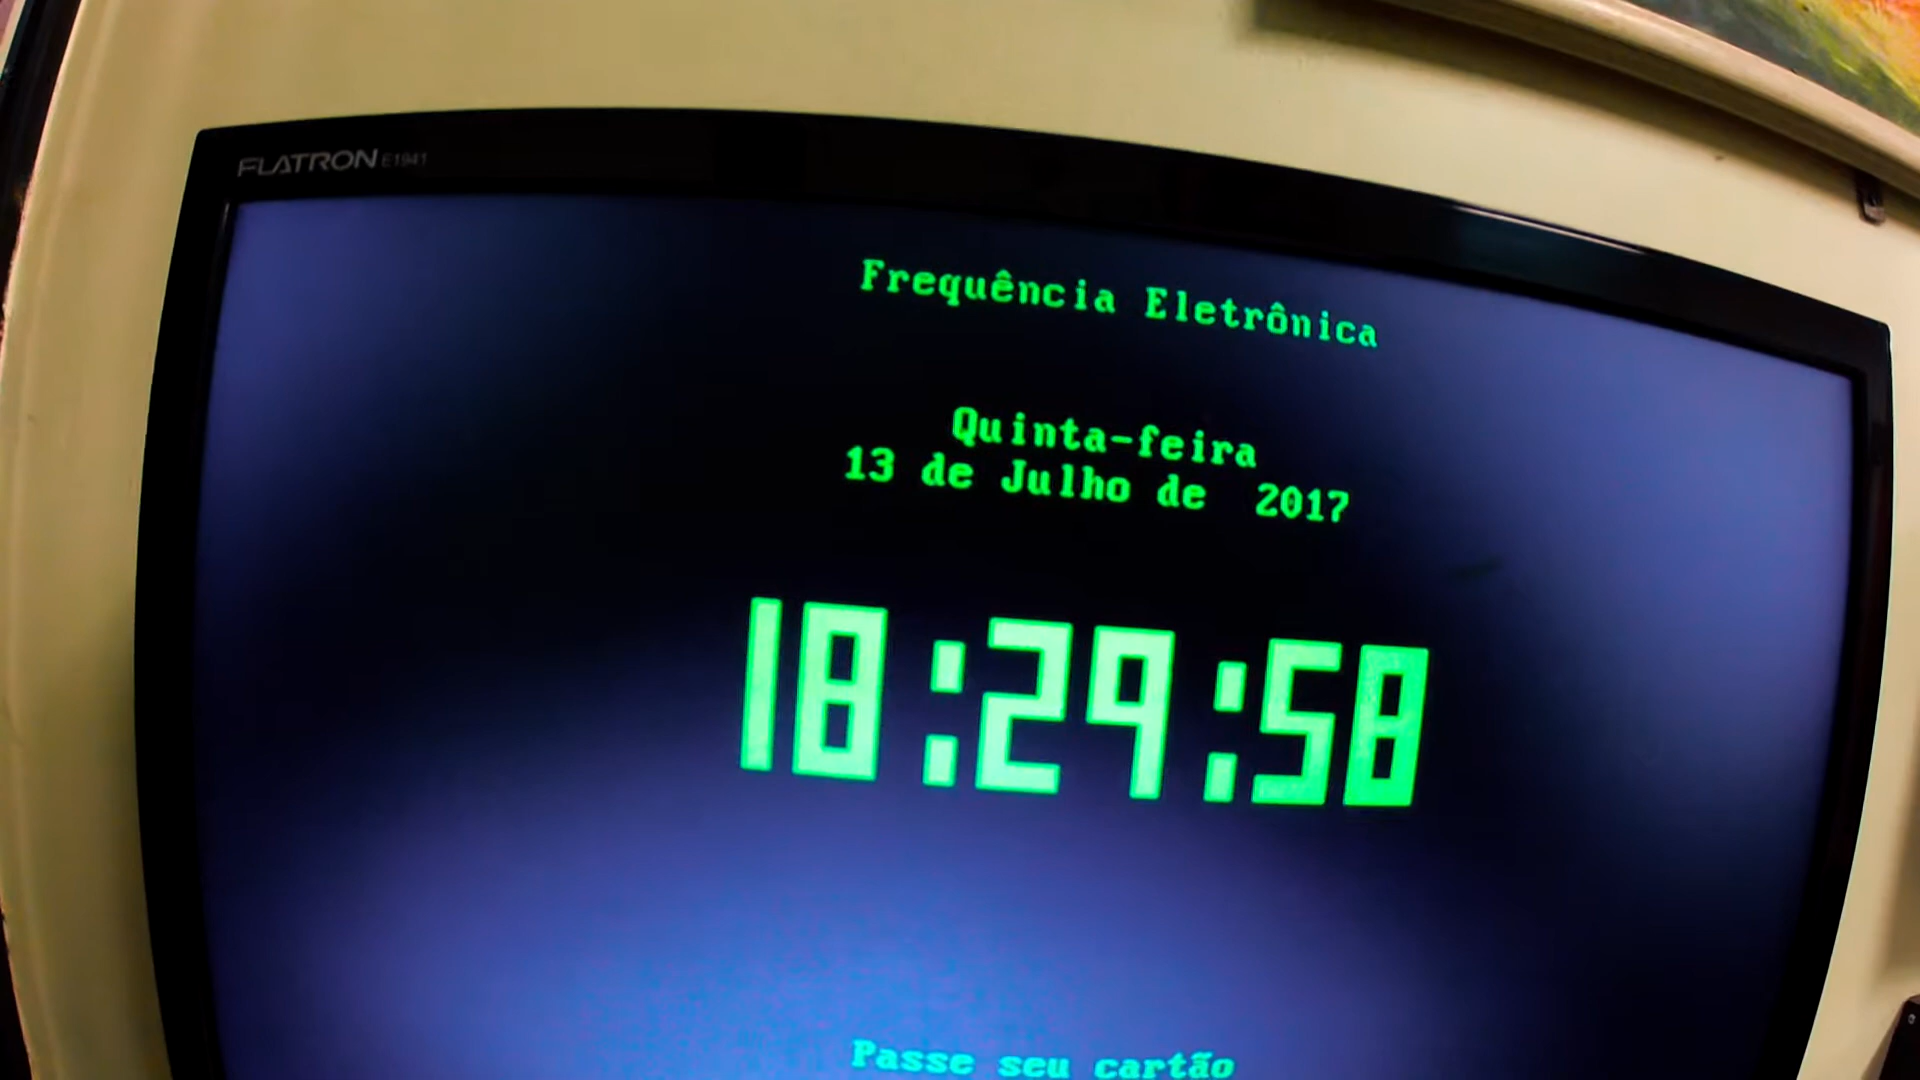 FLATRON E1941
Frequência Eletrônica
Quinta-feira
13 de Julho de 2017
18:29:58
Passe seu cartão